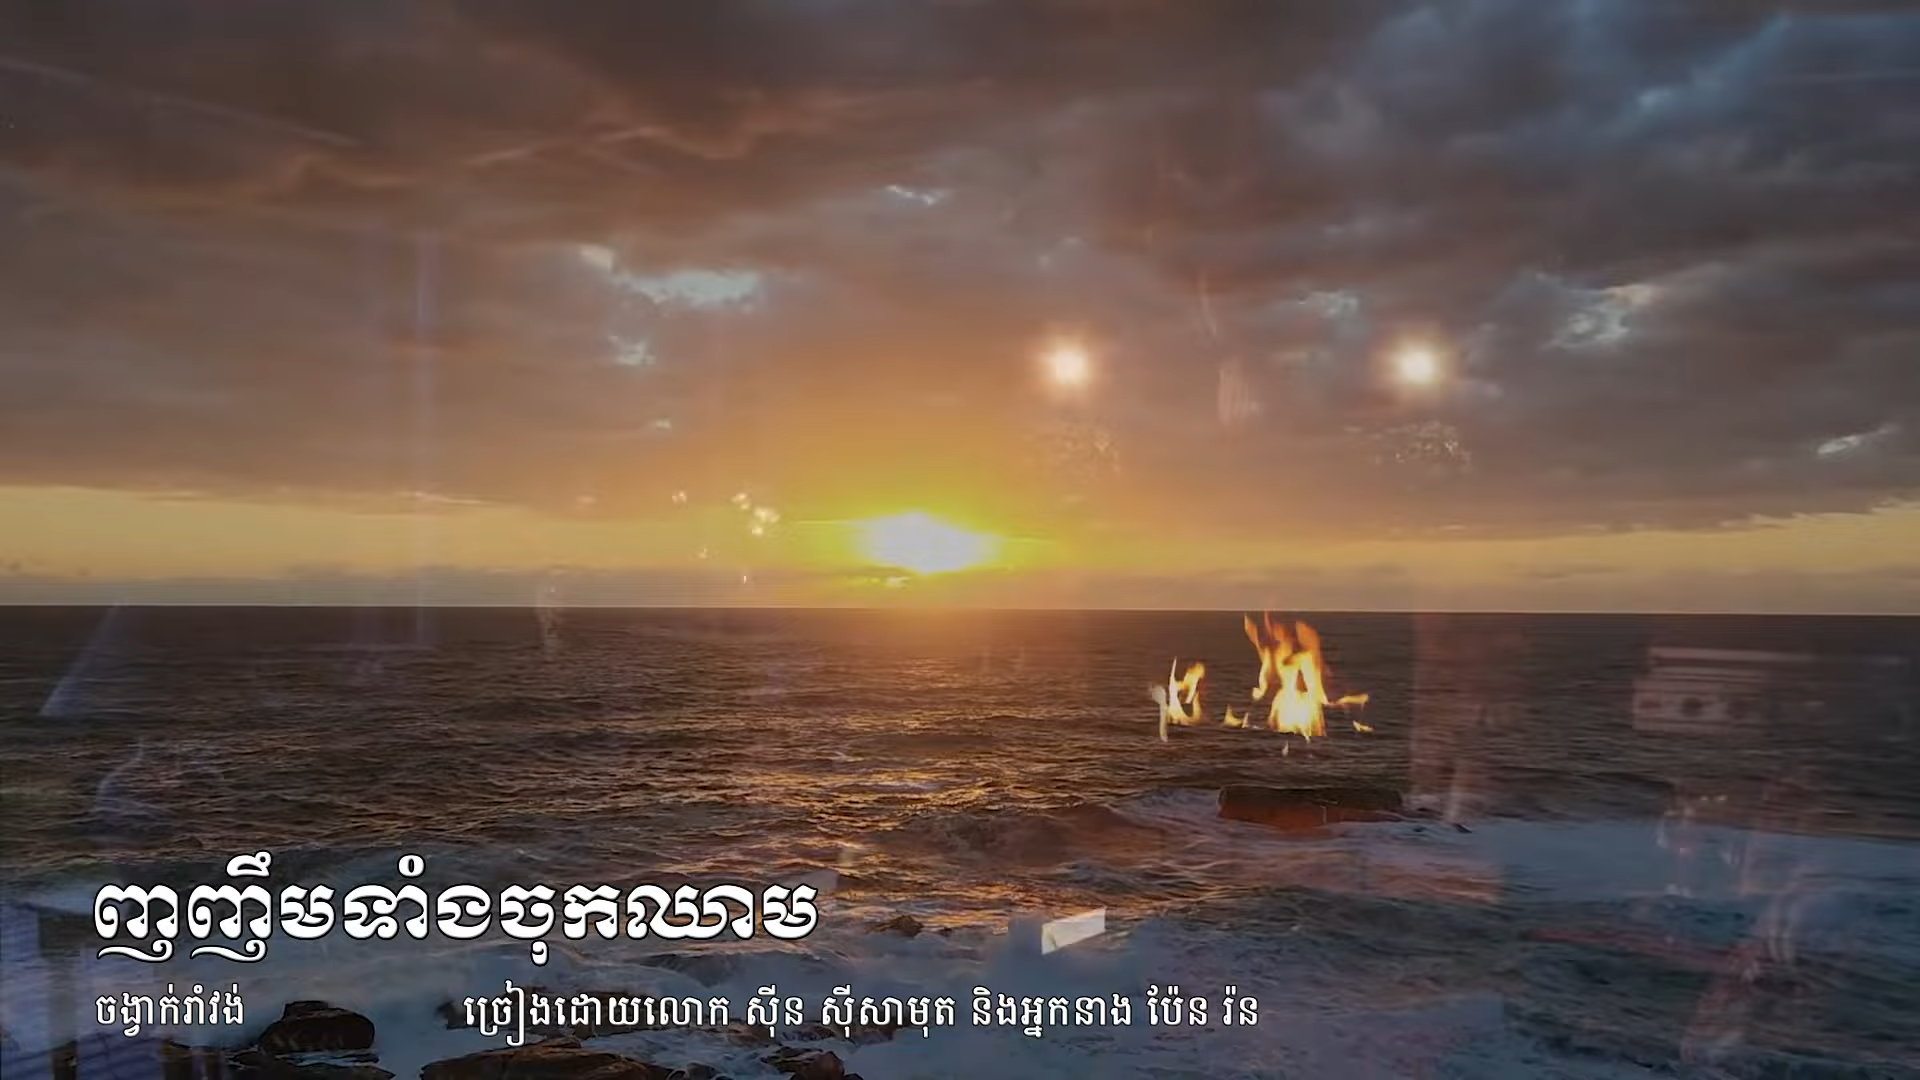 ញញឹមទាំងចុកឈាម
ចង្វាក់រាំវង់ ច្រៀងដោយលោក ស៊ីន ស៊ីសាមុត និងអ្នកនាង ប៉ែន រ៉ន